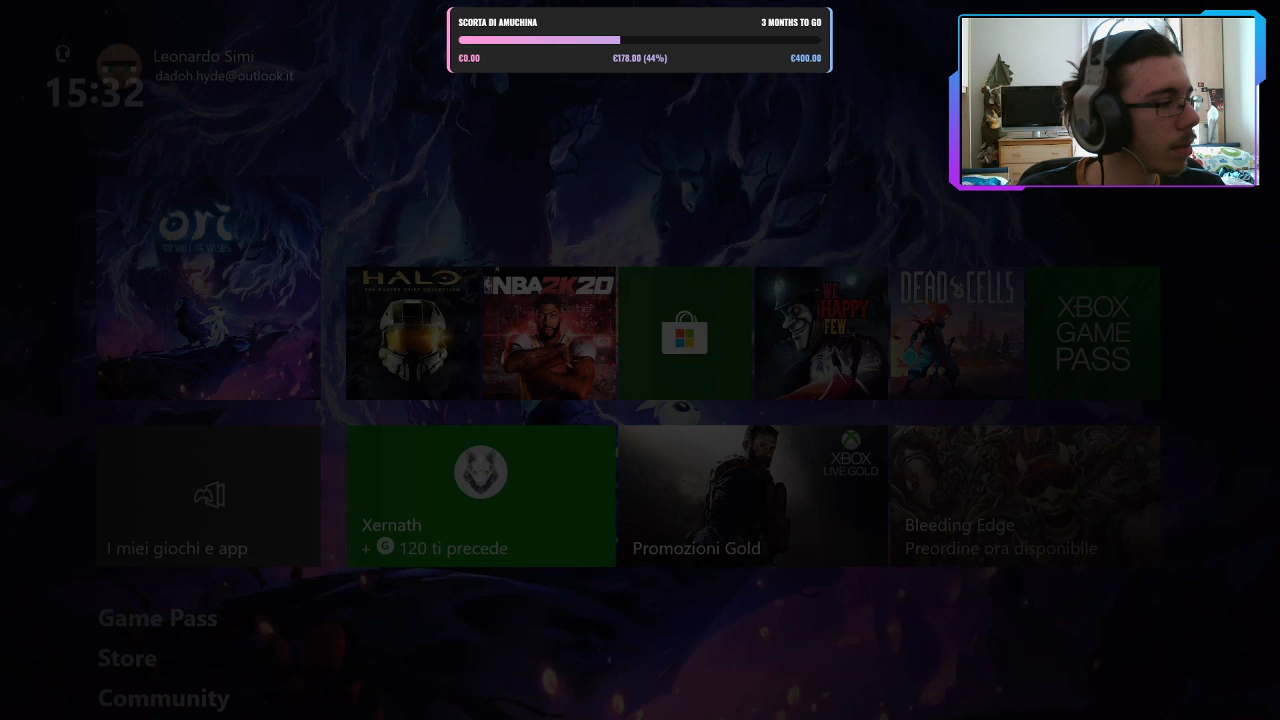 SCORTA DI AMUCHINA
3 MONTHS TO GO
€0.00
€178.00 (44%)
€400.00
Leonardo Simi
dadoh.hyde@outlook.it
15:32
ori
HALO
NBA2K20
WE
HAPPY
FEW
DEAD CELLS
XBOX
GAME
PASS
I miei giochi e app
Xernath
+ G 120 ti precede
XBOX
LIVE GOLD
Promozioni Gold
Bleeding Edge
Preordine ora disponibile
Game Pass
Store
Community